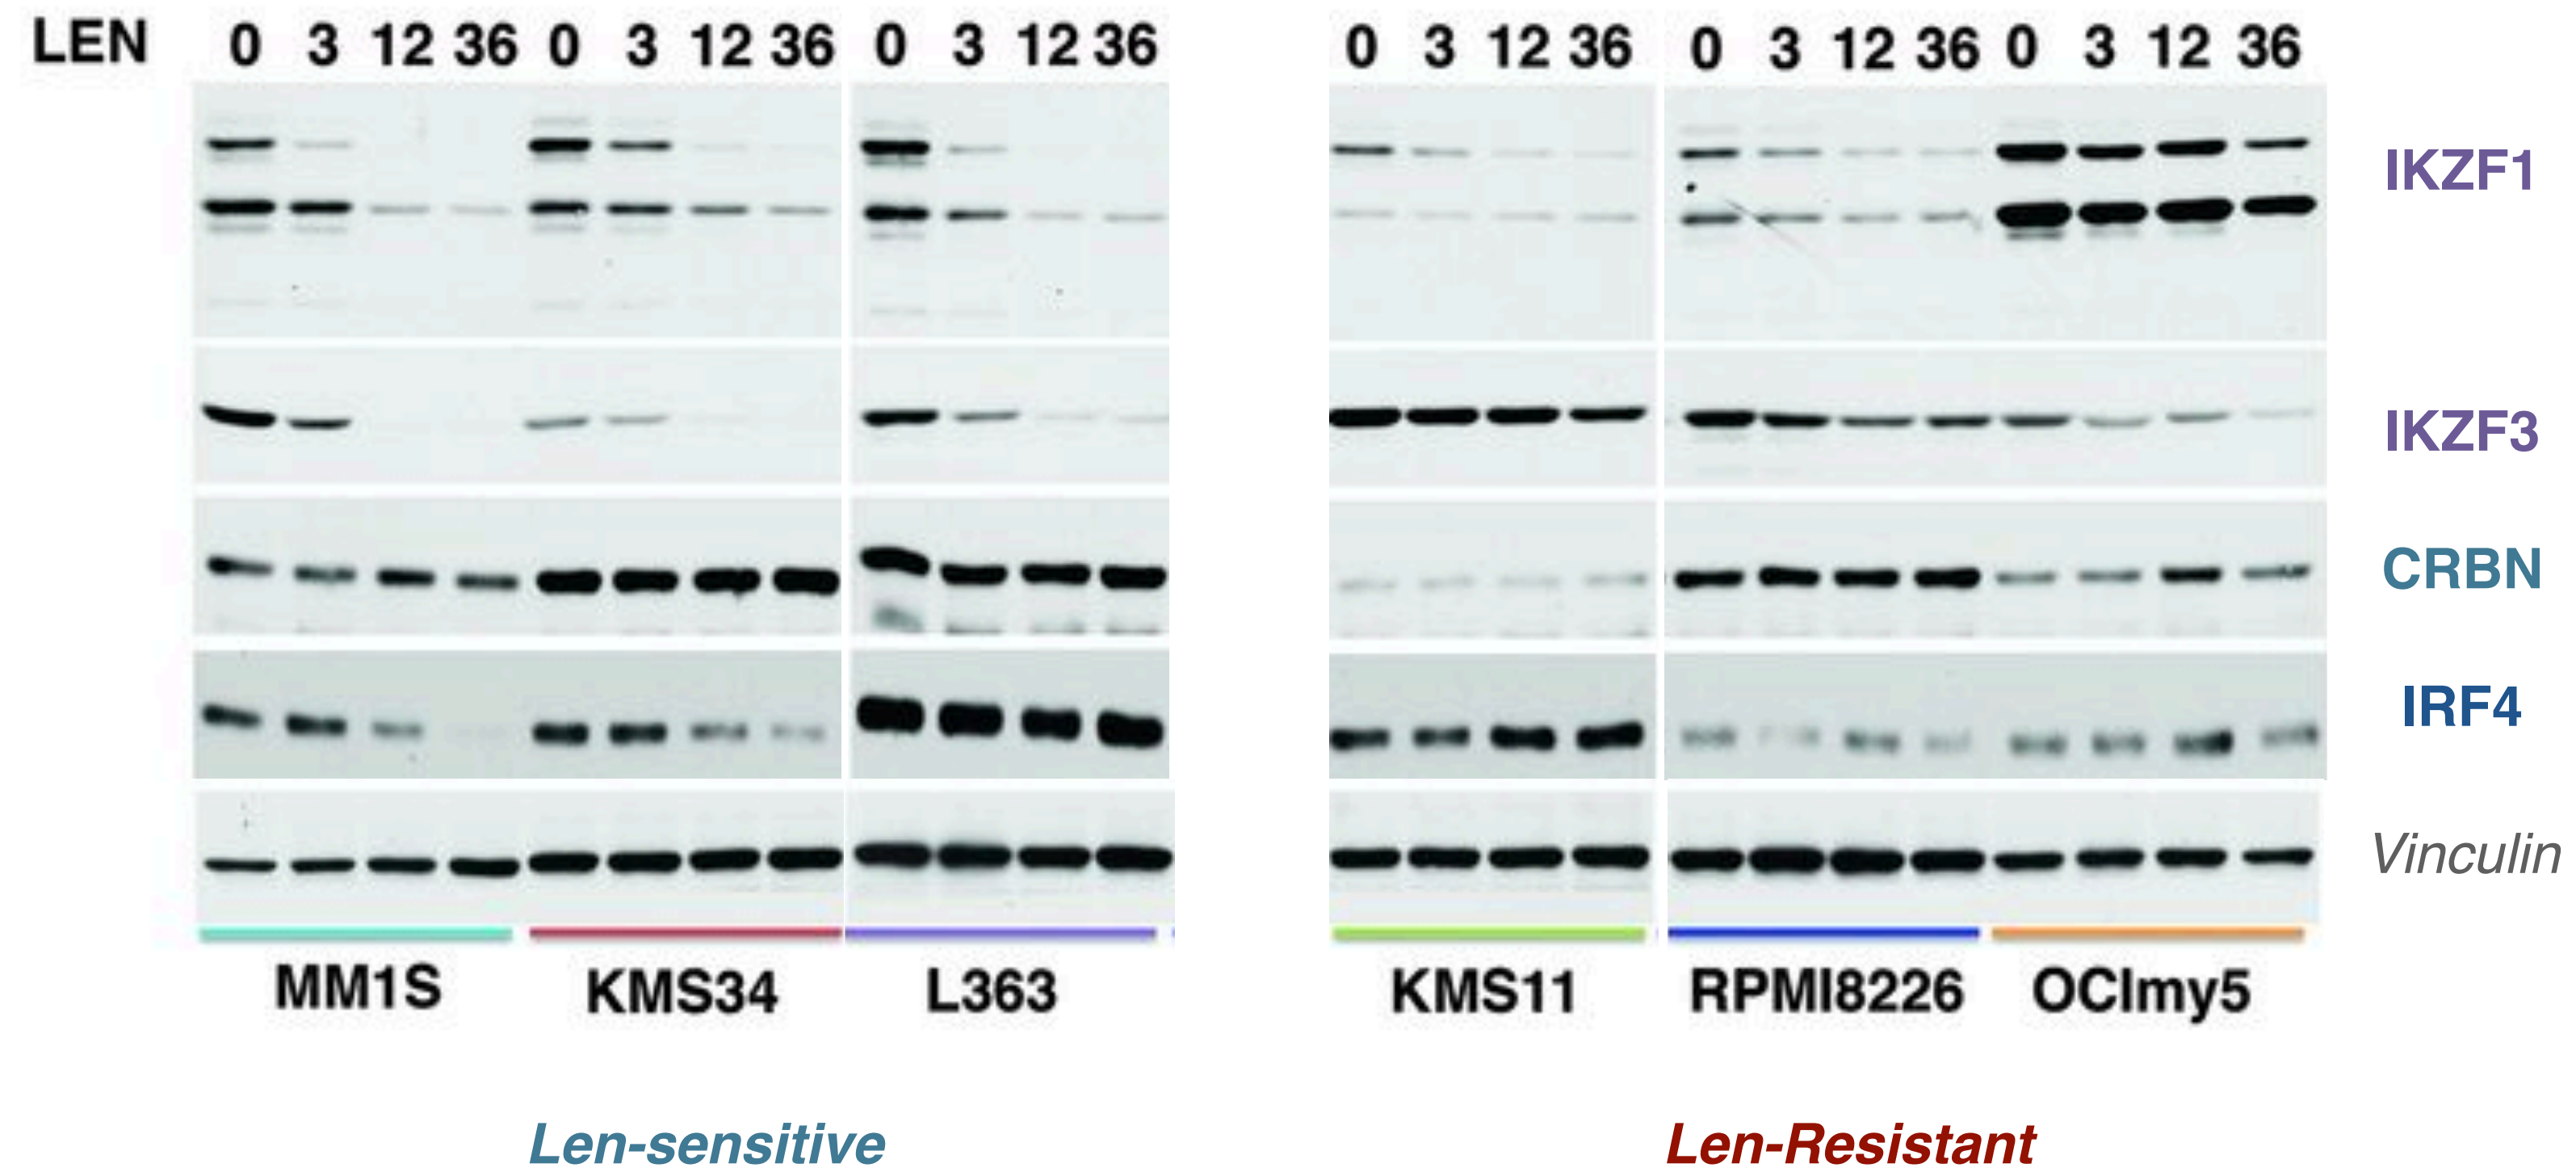 LEN 0 3 12 36 0 3 12 36 0 3 12 36 0 3 12 36 0 3 12 36 0 3 12 36
IKZF1
IKZF3
CRBN
IRF4
Vinculin
MM1S KMS34 L363 KMS11 RPMI8226 OCImy5
Len-sensitive Len-Resistant